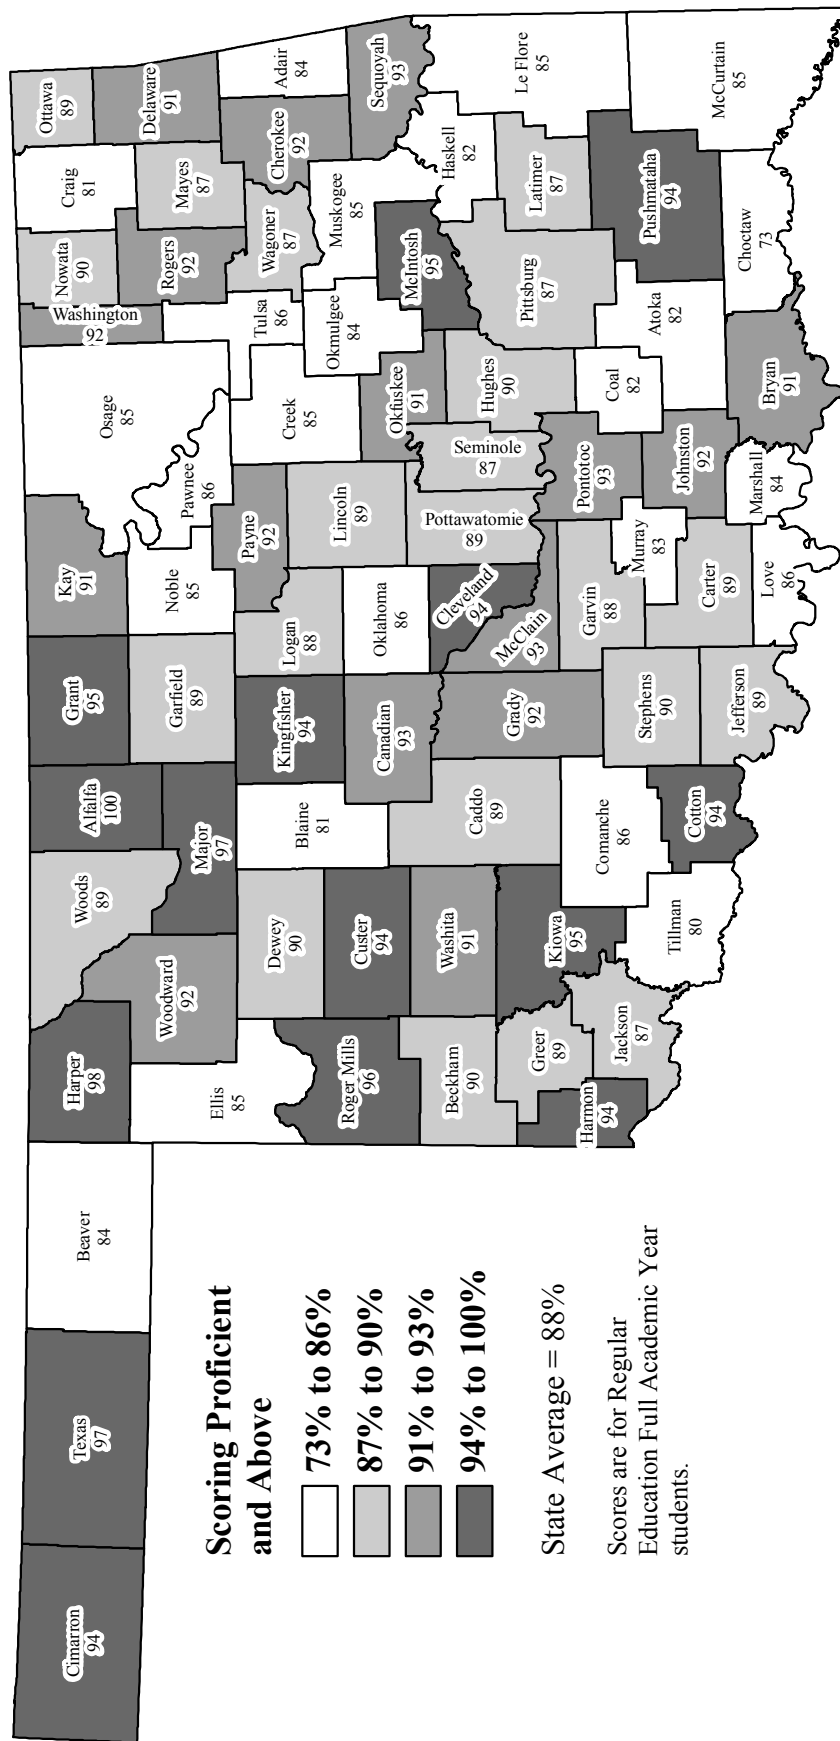 Cimarron
94
Texas
97
Beaver
84
Harper
98
Woods
89
Alfalfa
100
Grant
95
Kay
91
Osage
85
Washington
92
Nowata
90
Craig
81
Ottawa
89
Ellis
85
Woodward
92
Major
97
Garfield
89
Noble
85
Pawnee
86
Rogers
92
Mayes
87
Delaware
91
Roger Mills
96
Dewey
90
Blaine
81
Kingfisher
94
Logan
88
Payne
92
Creek
85
Tulsa
86
Wagoner
87
Cherokee
92
Adair
84
Custer
94
Canadian
93
Oklahoma
86
Lincoln
89
Okmulgee
84
Muskogee
85
Sequoyah
93
Beckham
90
Washita
91
Caddo
89
Cleveland
94
Pottawatomie
89
Okfuskee
91
McIntosh
95
Haskell
82
Greer
89
Kiowa
95
Grady
92
McClain
93
Seminole
87
Hughes
90
Pittsburg
87
Latimer
87
Le Flore
85
Harmon
94
Jackson
87
Comanche
86
Stephens
90
Garvin
88
Murray
83
Pontotoc
93
Coal
82
Atoka
82
Pushmataha
94
McCurtain
85
Tillman
80
Cotton
94
Jefferson
89
Carter
89
Johnston
92
Love
86
Marshall
84
Bryan
91
Choctaw
73
Scoring Proficient
and Above
73% to 86%
87% to 90%
91% to 93%
94% to 100%
State Average = 88%
Scores are for Regular
Education Full Academic Year
students.